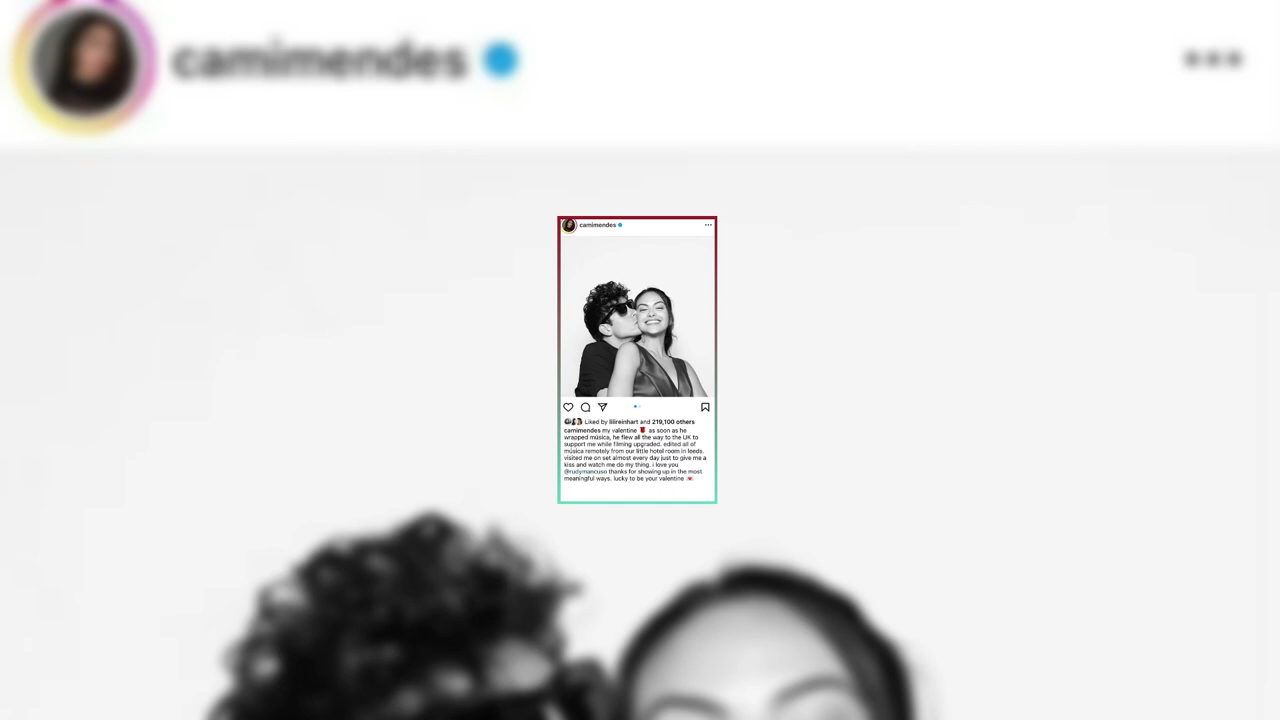 camimendes
camimendes
Liked by lilireinhart and 219,100 others
camimendes my valentine 🌹 as soon as he
wrapped música, he flew all the way to the UK to
support me while filming upgraded. edited all of
música remotely from our little hotel room in leeds.
visited me on set almost every day just to give me a
kiss and watch me do my thing. i love you
@rudymancuso thanks for showing up in the most
meaningful ways. lucky to be your valentine 💌